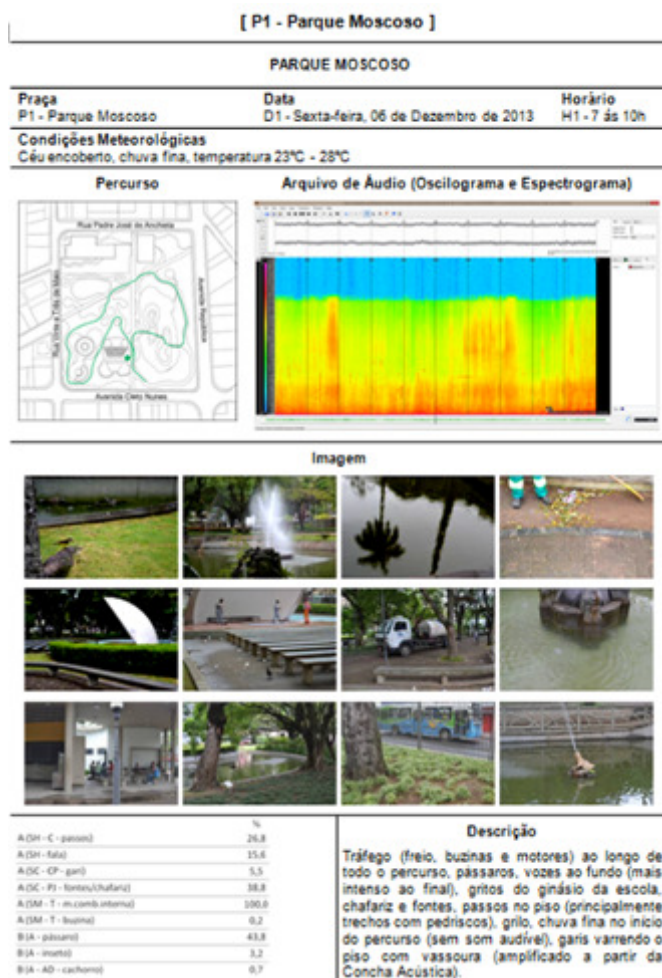 [ P1 - Parque Moscoso ]
PARQUE MOSCOSO
Praça Data Horário
P1 - Parque Moscoso D1 - Sexta-feira, 06 de Dezembro de 2013 H1 - 7 ás 10h
Condições Meteorológicas
Céu encoberto, chuva fina, temperatura 23ºC - 28ºC
Percurso Arquivo de Áudio (Oscilograma e Espectrograma)
Rua Padre José de Anchieta
Rua Vinte e Três de Maio
Avenida República
Avenida Cleto Nunes
Imagem
%
A (SH - C - passos) 26,8
A (SH - fala) 15,6
A (SC - CP - gari) 5,5
A (SC - PJ - fontes/chafariz) 38,8
A (SM - T - m.comb.interna) 100,0
A (SM - T - buzina) 0,2
B (A - pássaro) 43,8
B (A - inseto) 3,2
B (A - AD - cachorro) 0,7
Descrição
Tráfego (freio, buzinas e motores) ao longo de
todo o percurso, pássaros, vozes ao fundo (mais
intenso ao final), gritos do ginásio da escola,
chafariz e fontes, passos no piso (principalmente
trechos com pedriscos), grilo, chuva fina no início
do percurso (sem som audível), garis varrendo o
piso com vassoura (amplificado a partir da
Concha Acústica).